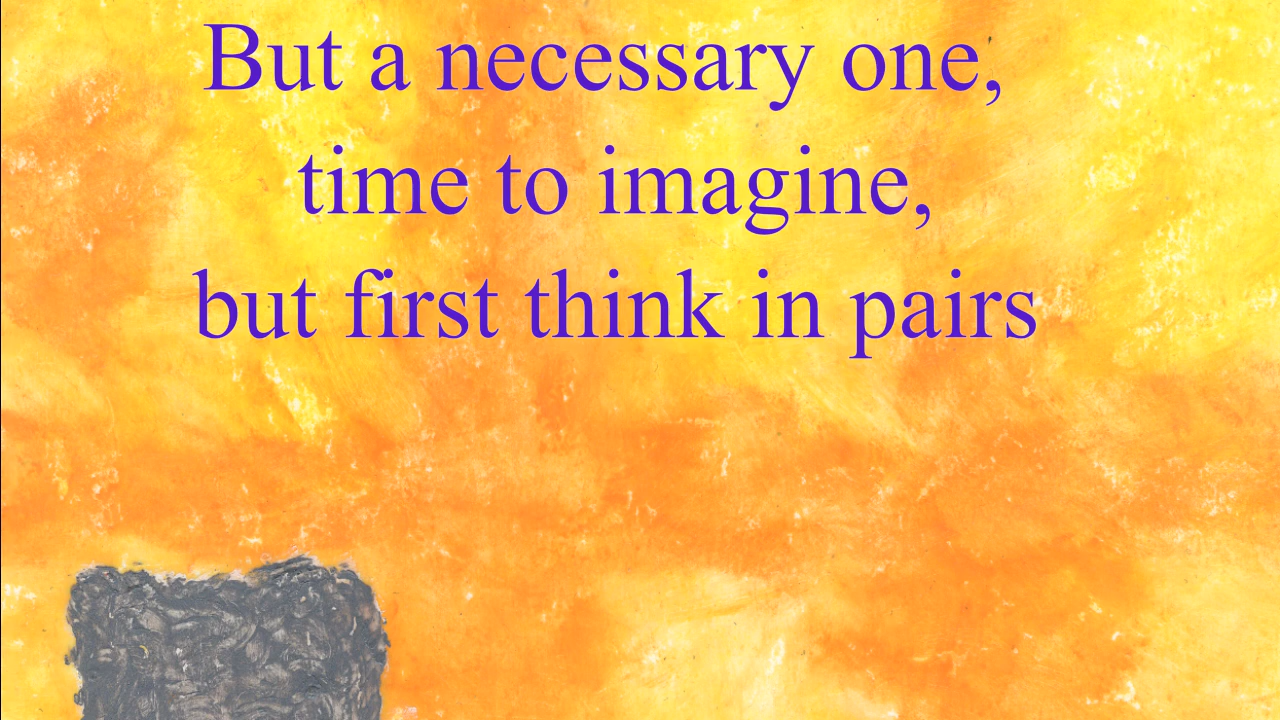 But a necessary one,
time to imagine,
but first think in pairs